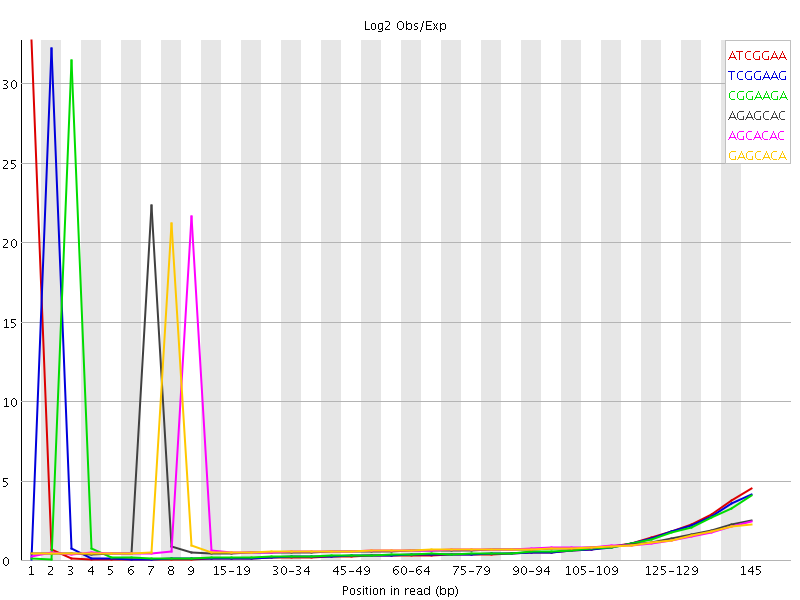 Log2 Obs/Exp
ATCGGAA
TCGGAAG
CGGAAGA
AGAGCAC
AGCACAC
GAGCACA
30
25
20
15
10
5
0
1 2 3 4 5 6 7 8 9 15-19 30-34 45-49 60-64 75-79 90-94 105-109 125-129 145
Position in read (bp)